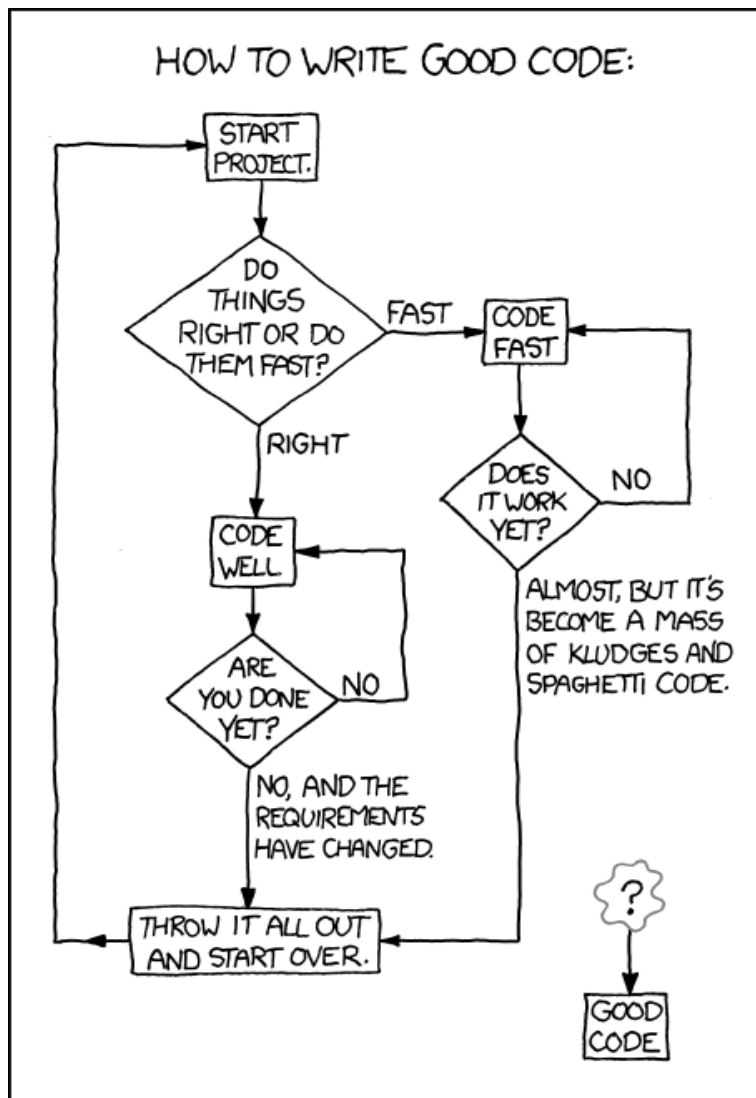 HOW TO WRITE GOOD CODE:
START
PROJECT.
DO
THINGS
RIGHT OR DO
THEM FAST?
FAST
CODE
FAST
RIGHT
DOES
IT WORK
YET?
NO
CODE
WELL
ALMOST, BUT IT'S
BECOME A MASS
OF KLUDGES AND
SPAGHETTI CODE.
ARE
YOU DONE
YET?
NO
NO, AND THE
REQUIREMENTS
HAVE CHANGED.
THROW IT ALL OUT
AND START OVER.
?
GOOD
CODE